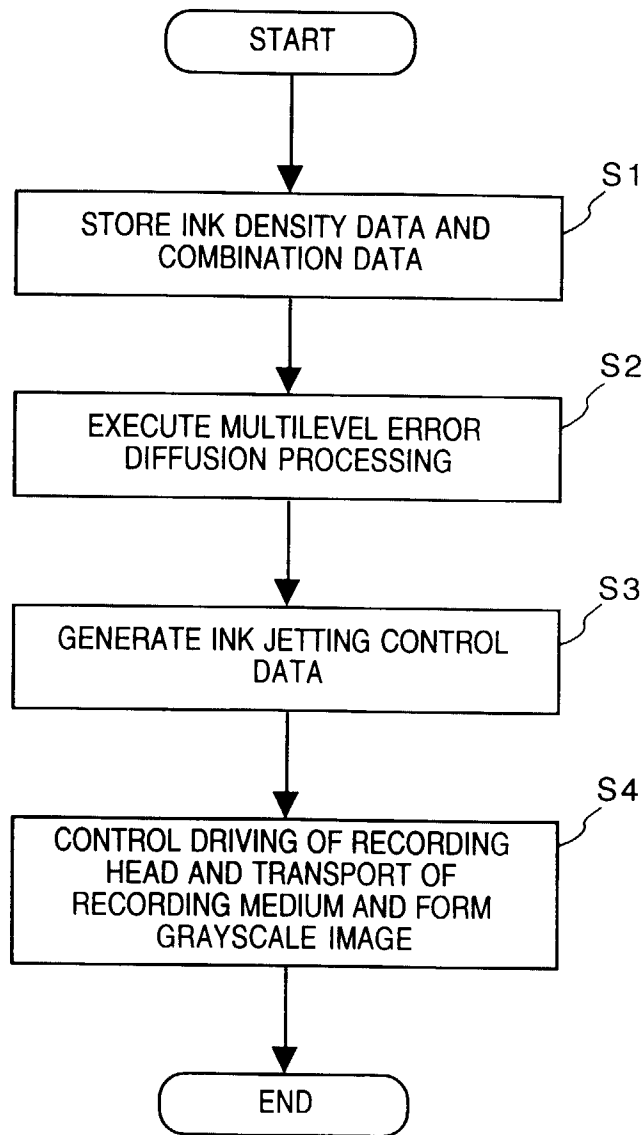 START
S1
STORE INK DENSITY DATA AND
COMBINATION DATA
S2
EXECUTE MULTILEVEL ERROR
DIFFUSION PROCESSING
S3
GENERATE INK JETTING CONTROL
DATA
S4
CONTROL DRIVING OF RECORDING
HEAD AND TRANSPORT OF
RECORDING MEDIUM AND FORM
GRAYSCALE IMAGE
END